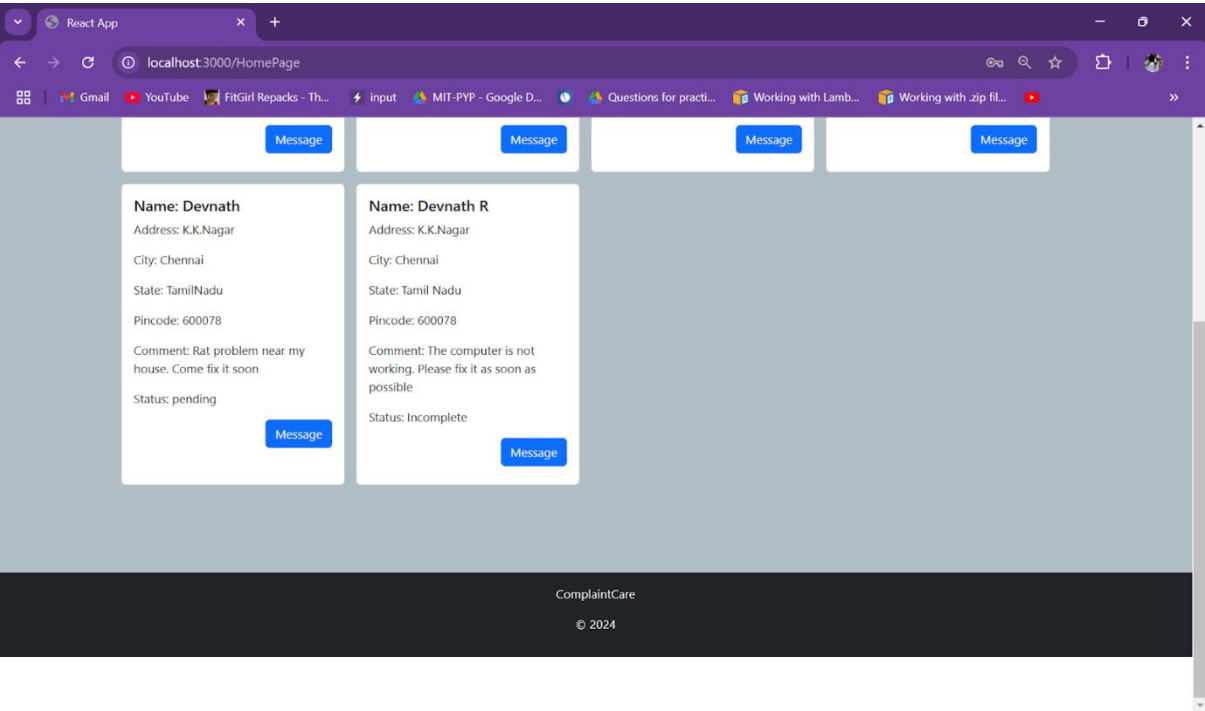 React App
localhost:3000/HomePage
Gmail YouTube FitGirl Repacks - Th... input MIT-PYP - Google D... Questions for practi... Working with Lamb... Working with .zip fil... »
Message Message Message Message
Name: Devnath
Address: K.K.Nagar
City: Chennai
State: TamilNadu
Pincode: 600078
Comment: Rat problem near my
house. Come fix it soon
Status: pending
Message
Name: Devnath R
Address: K.K.Nagar
City: Chennai
State: Tamil Nadu
Pincode: 600078
Comment: The computer is not
working. Please fix it as soon as
possible
Status: Incomplete
Message
ComplaintCare
© 2024